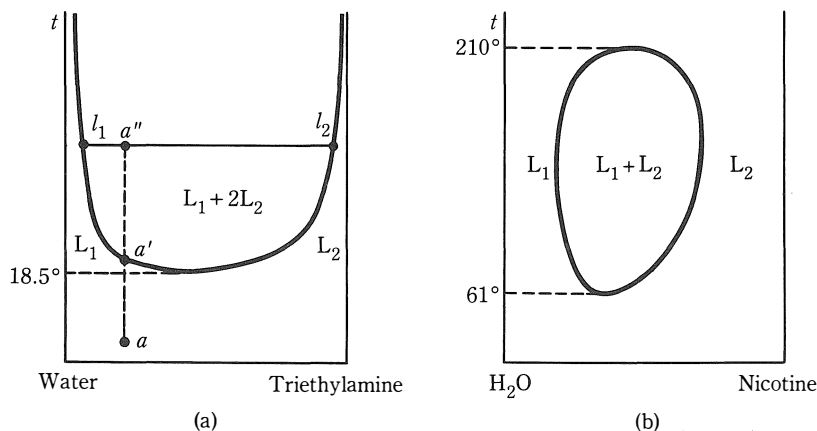 t
l₁ a″ l₂
L₁ + 2L₂
L₁ a′ L₂
18.5°
a
Water Triethylamine
(a)
t
210°
L₁ L₁ + L₂ L₂
61°
H₂O Nicotine
(b)